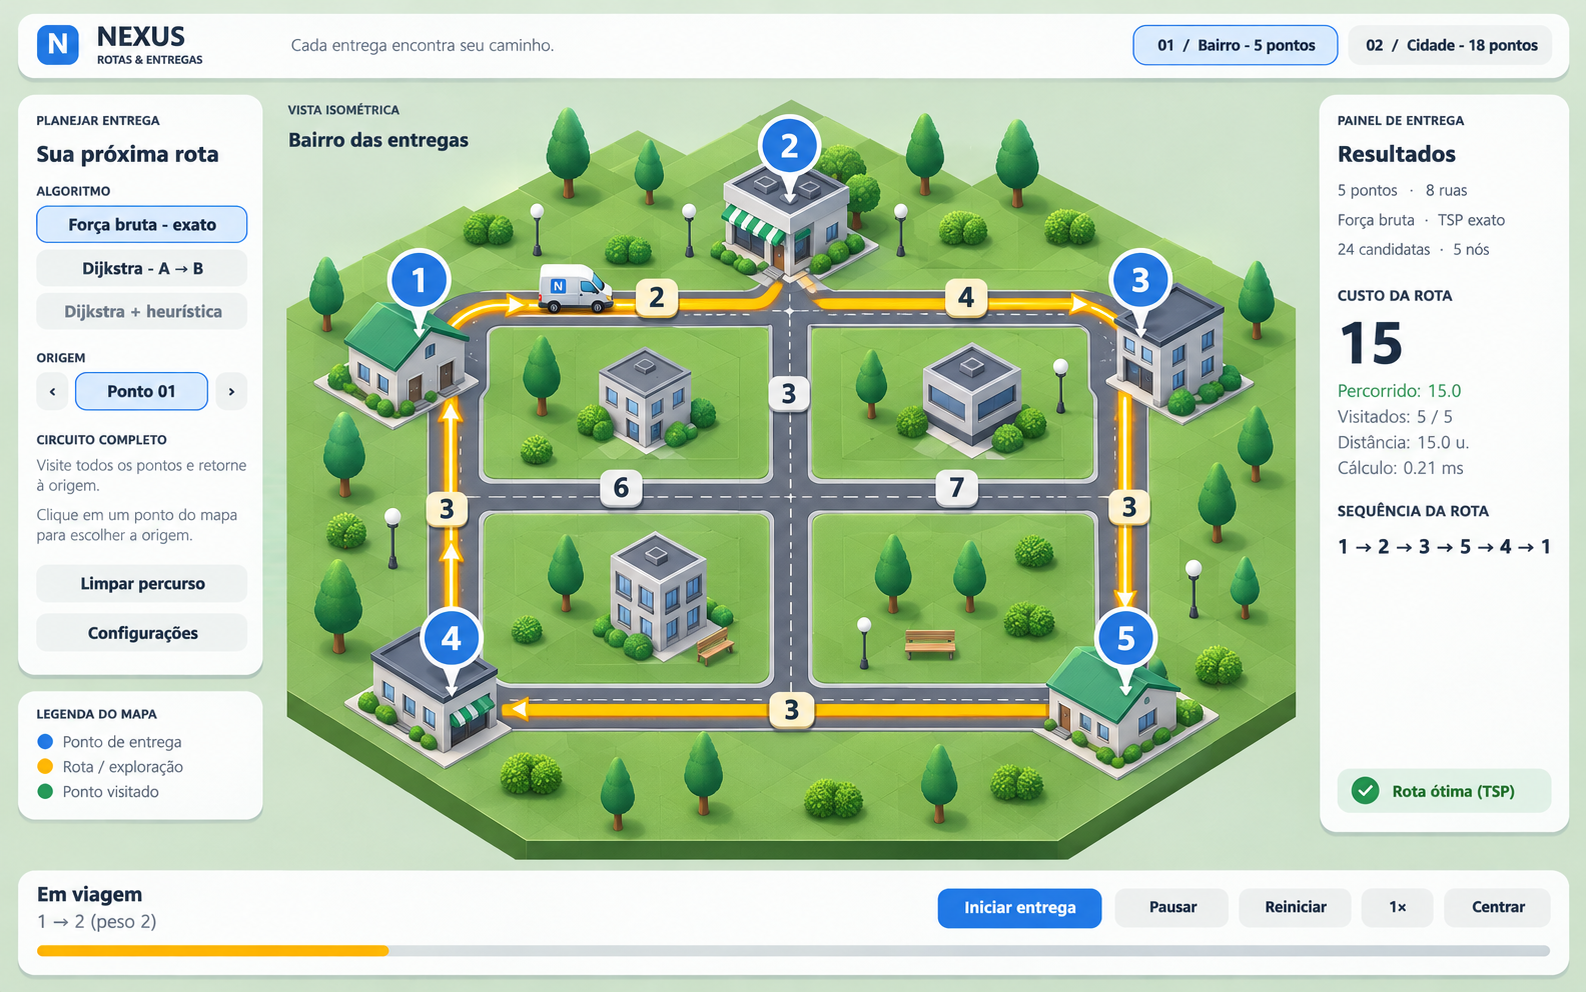 N
NEXUS
ROTAS & ENTREGAS
Cada entrega encontra seu caminho.
01 / Bairro - 5 pontos
02 / Cidade - 18 pontos
PLANEJAR ENTREGA
Sua próxima rota
ALGORITMO
Força bruta - exato
Dijkstra - A → B
Dijkstra + heurística
ORIGEM
‹ Ponto 01 ›
CIRCUITO COMPLETO
Visite todos os pontos e retorne
à origem.
Clique em um ponto do mapa
para escolher a origem.
Limpar percurso
Configurações
LEGENDA DO MAPA
Ponto de entrega
Rota / exploração
Ponto visitado
VISTA ISOMÉTRICA
Bairro das entregas
2
1
3
N
2
4
3
6
7
3
3
4
5
3
PAINEL DE ENTREGA
Resultados
5 pontos · 8 ruas
Força bruta · TSP exato
24 candidatas · 5 nós
CUSTO DA ROTA
15
Percorrido: 15.0
Visitados: 5 / 5
Distância: 15.0 u.
Cálculo: 0.21 ms
SEQUÊNCIA DA ROTA
1 → 2 → 3 → 5 → 4 → 1
Rota ótima (TSP)
Em viagem
1 → 2 (peso 2)
Iniciar entrega
Pausar
Reiniciar
1×
Centrar